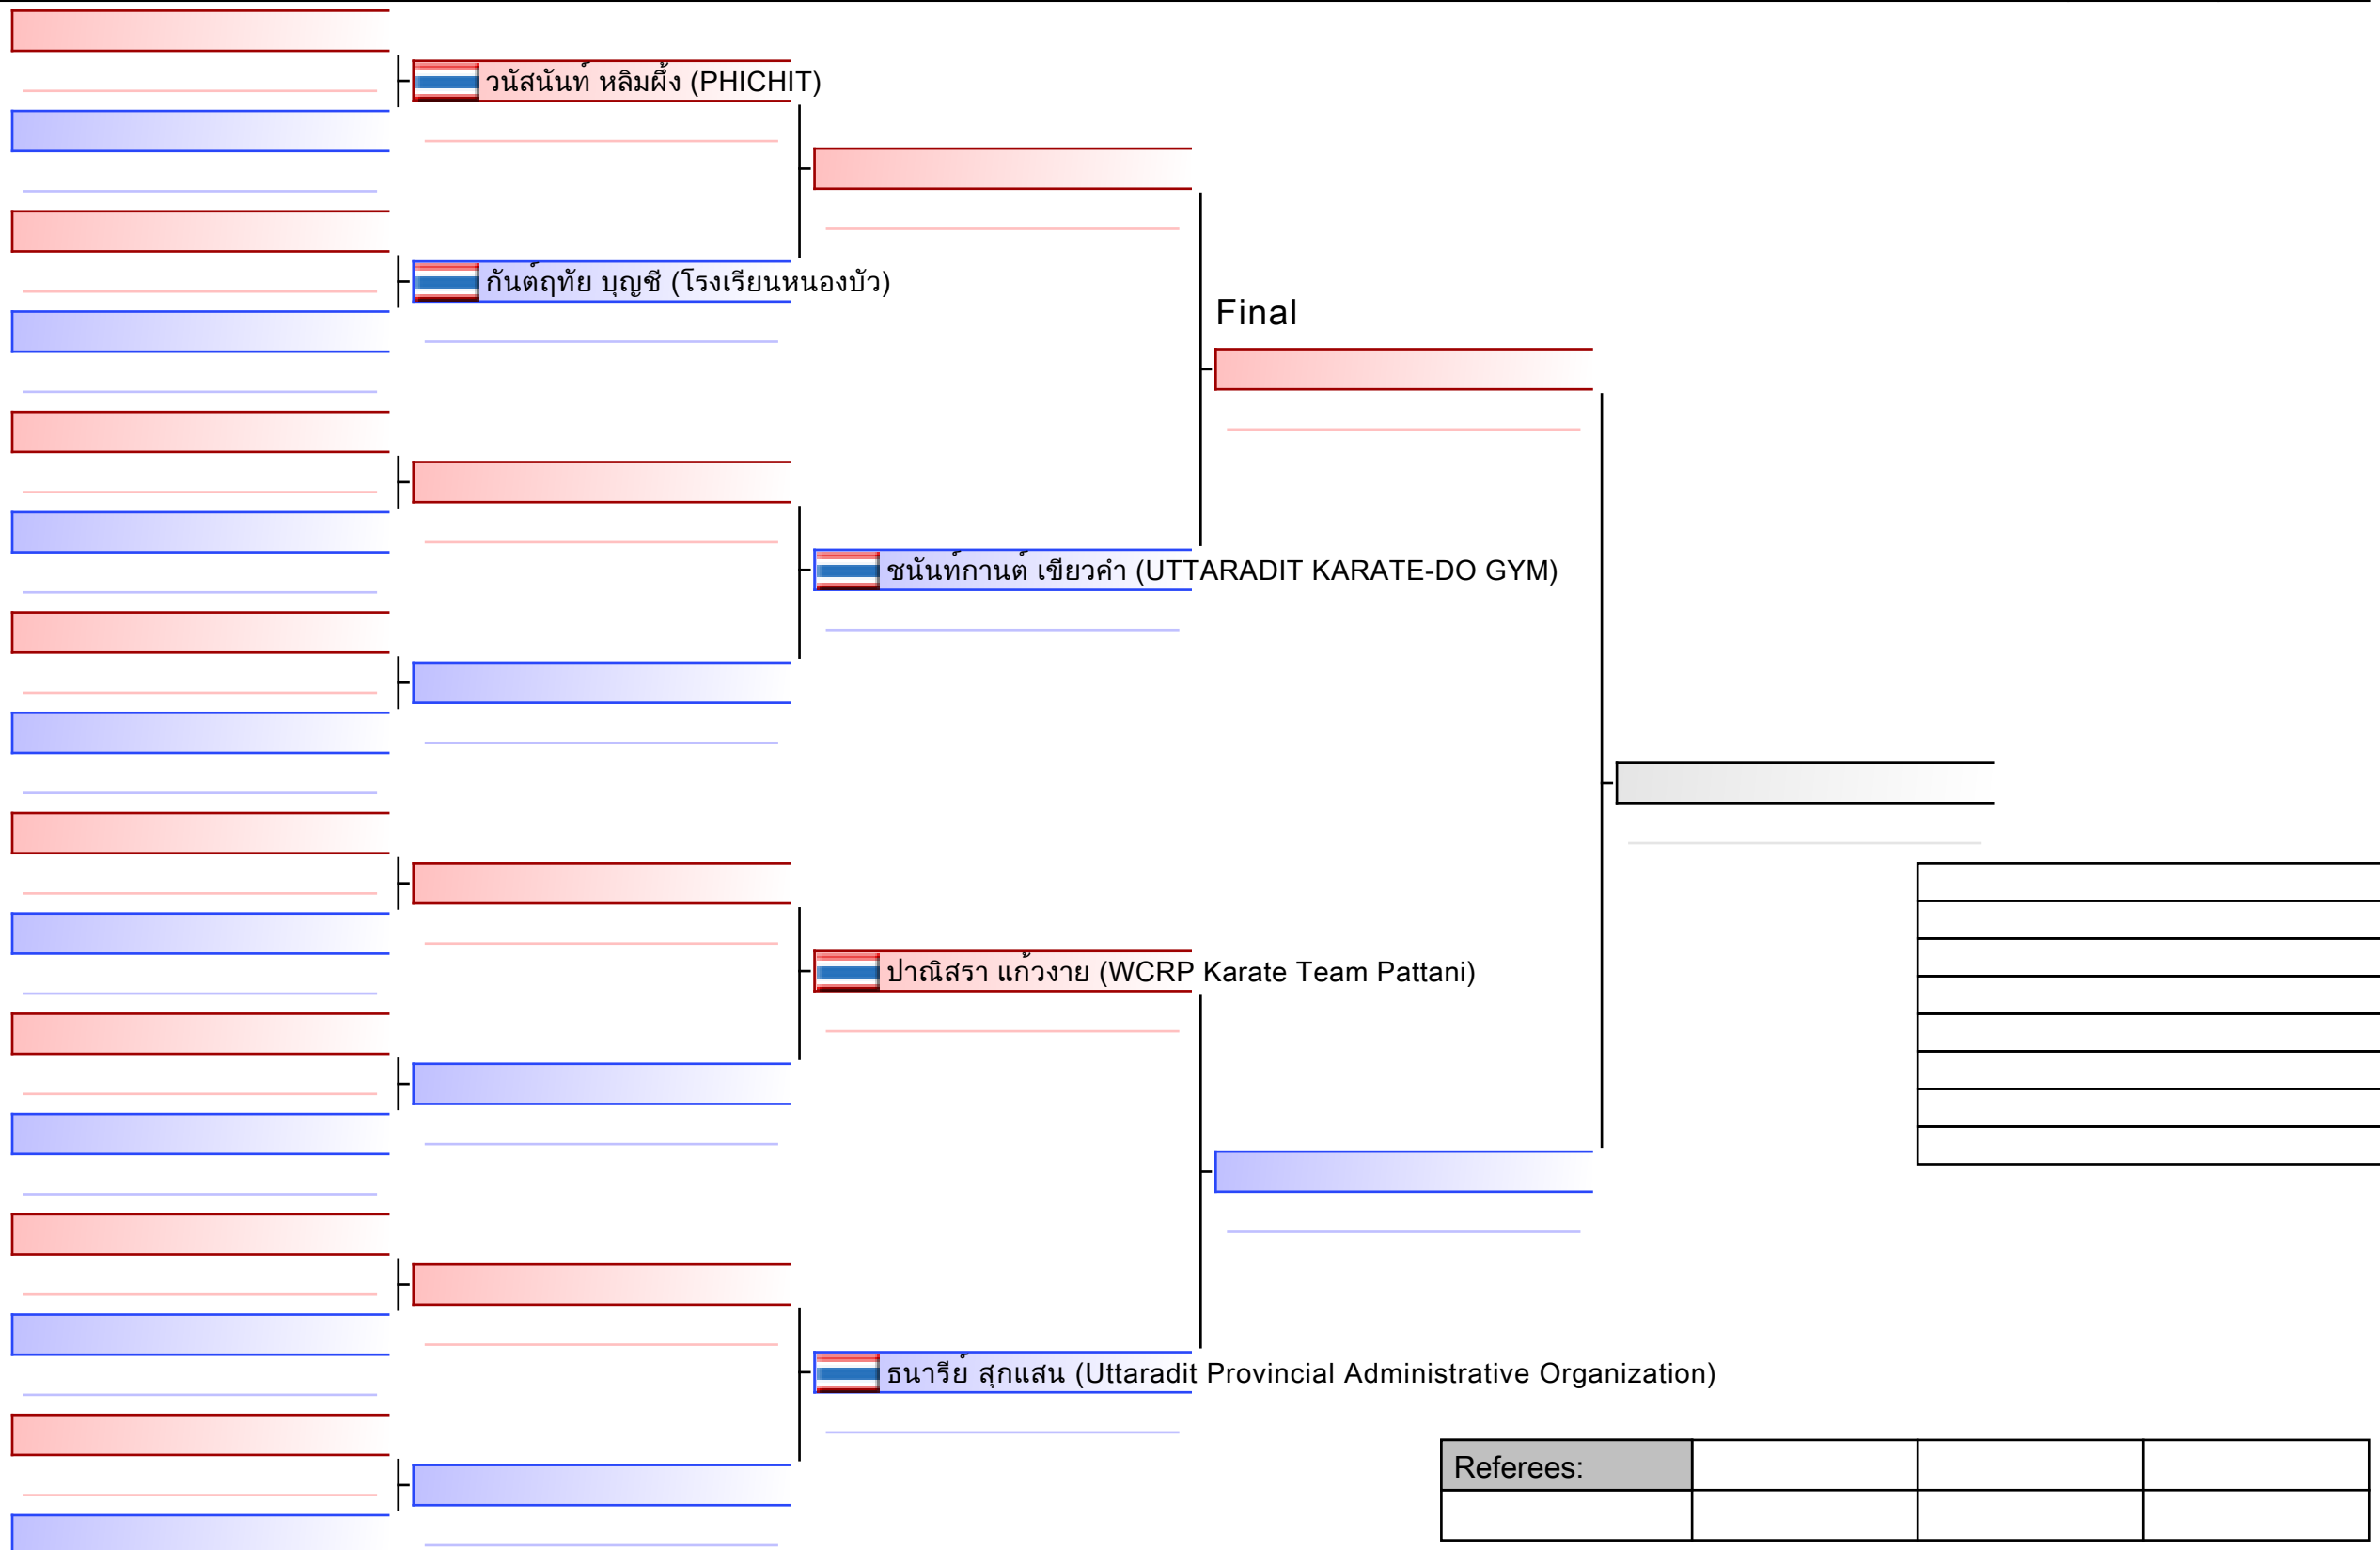 วนัสนันท์ หลิมผึ้ง (PHICHIT)
กันต์ฤทัย บุญชี (โรงเรียนหนองบัว)
Final
ชนันท์กานต์ เขียวคำ (UTTARADIT KARATE-DO GYM)
ปาณิสรา แก้วงาย (WCRP Karate Team Pattani)
ธนารีย์ สุกแสน (Uttaradit Provincial Administrative Organization)
Referees: